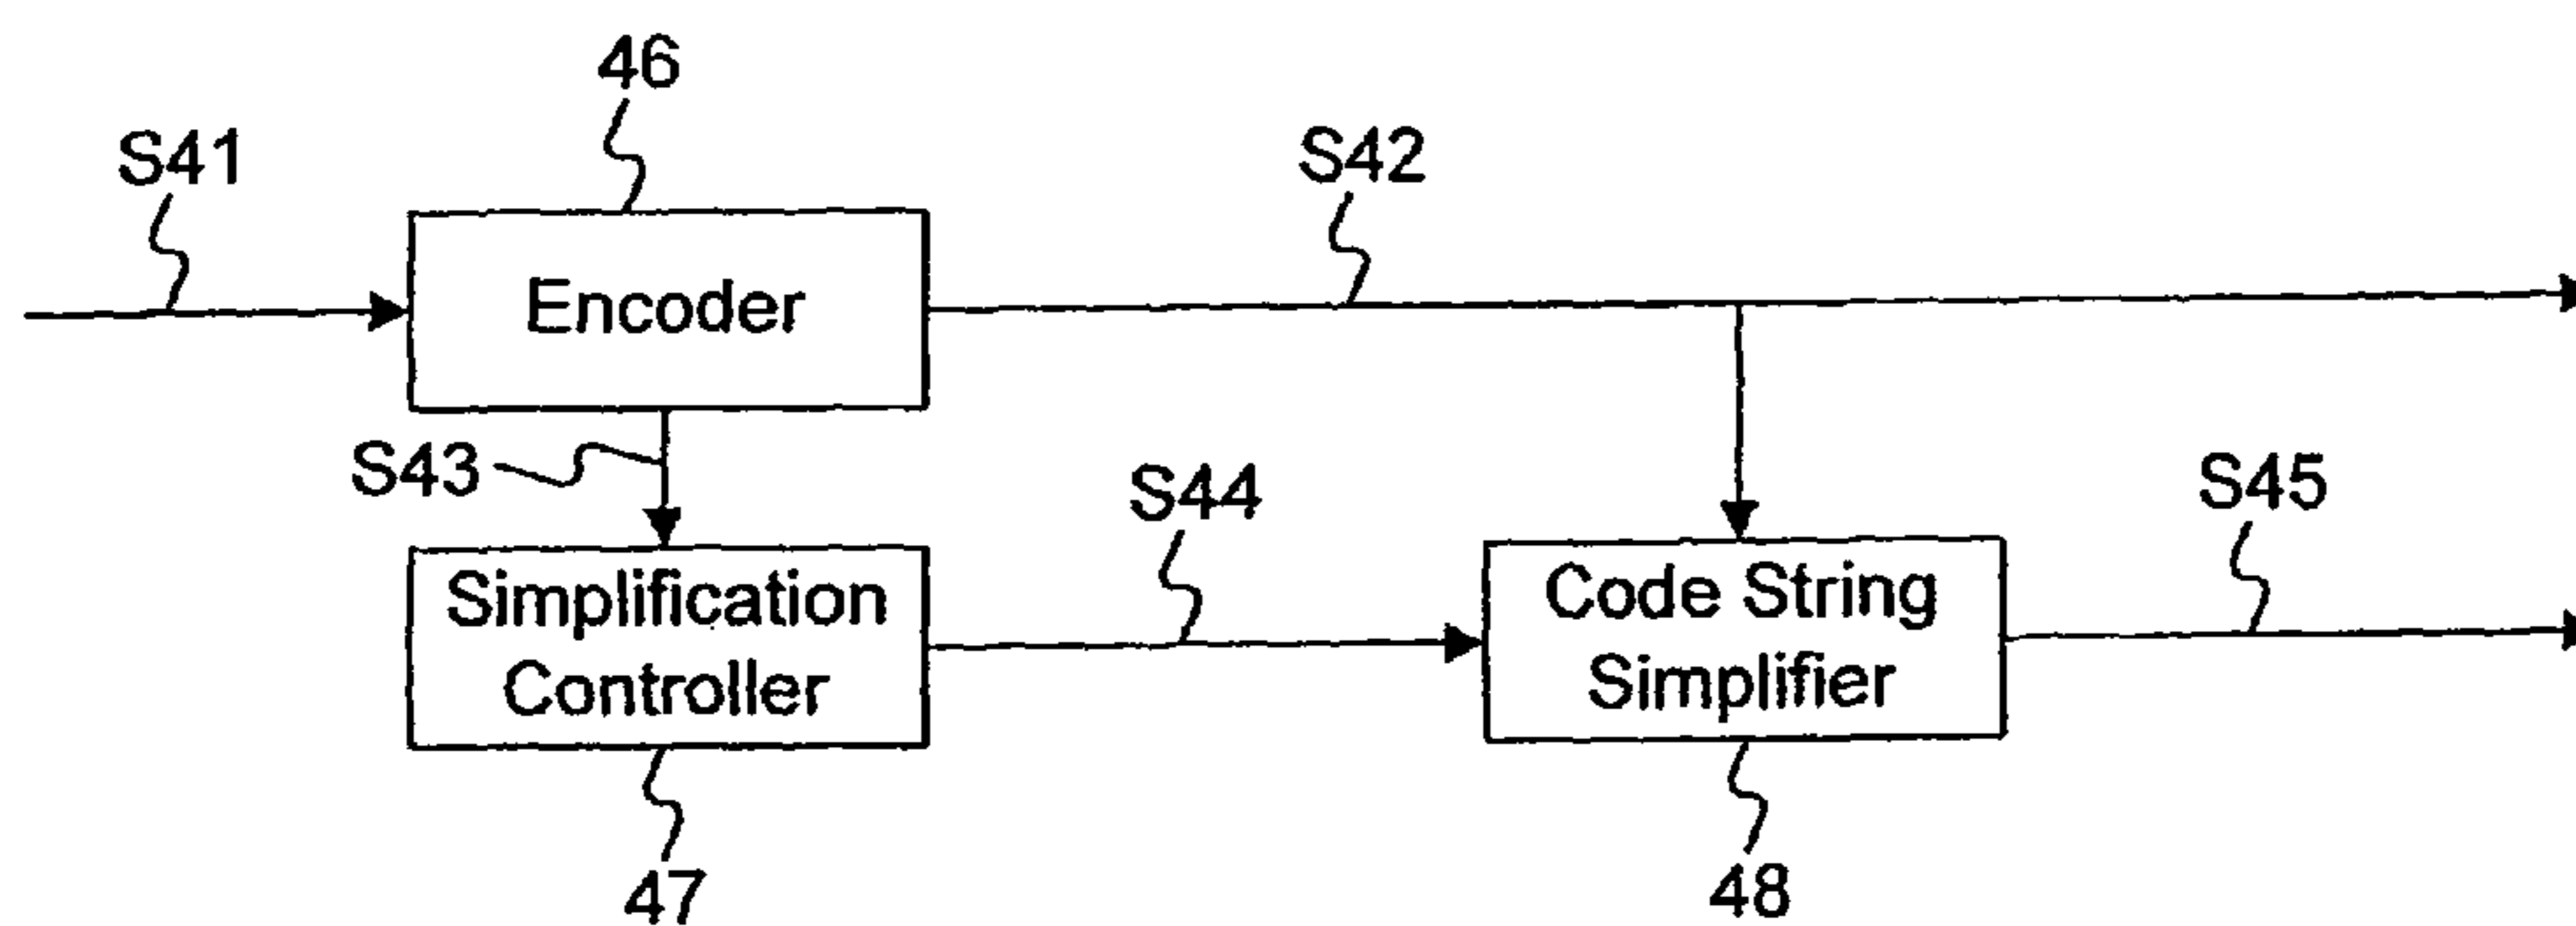 46
S41
S42
Encoder
S43
S44
S45
Simplification
Controller
Code String
Simplifier
47
48